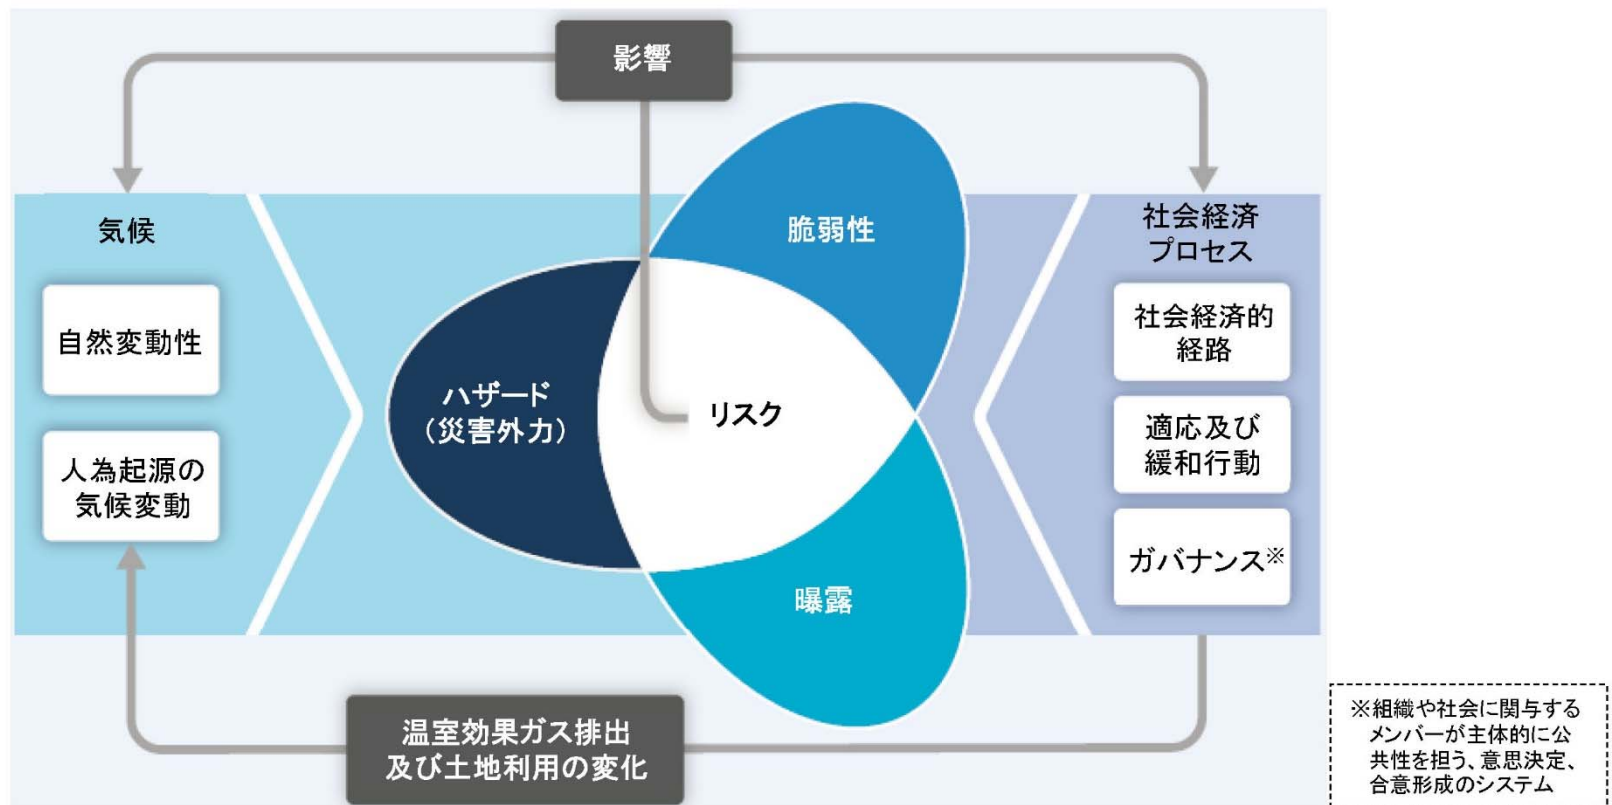 影響
気候
自然変動性
人為起源の
気候変動
脆弱性
ハザード
（災害外力）
リスク
曝露
社会経済
プロセス
社会経済的
経路
適応及び
緩和行動
ガバナンス※
温室効果ガス排出
及び土地利用の変化
※組織や社会に関与する
メンバーが主体的に公
共性を担う、意思決定、
合意形成のシステム